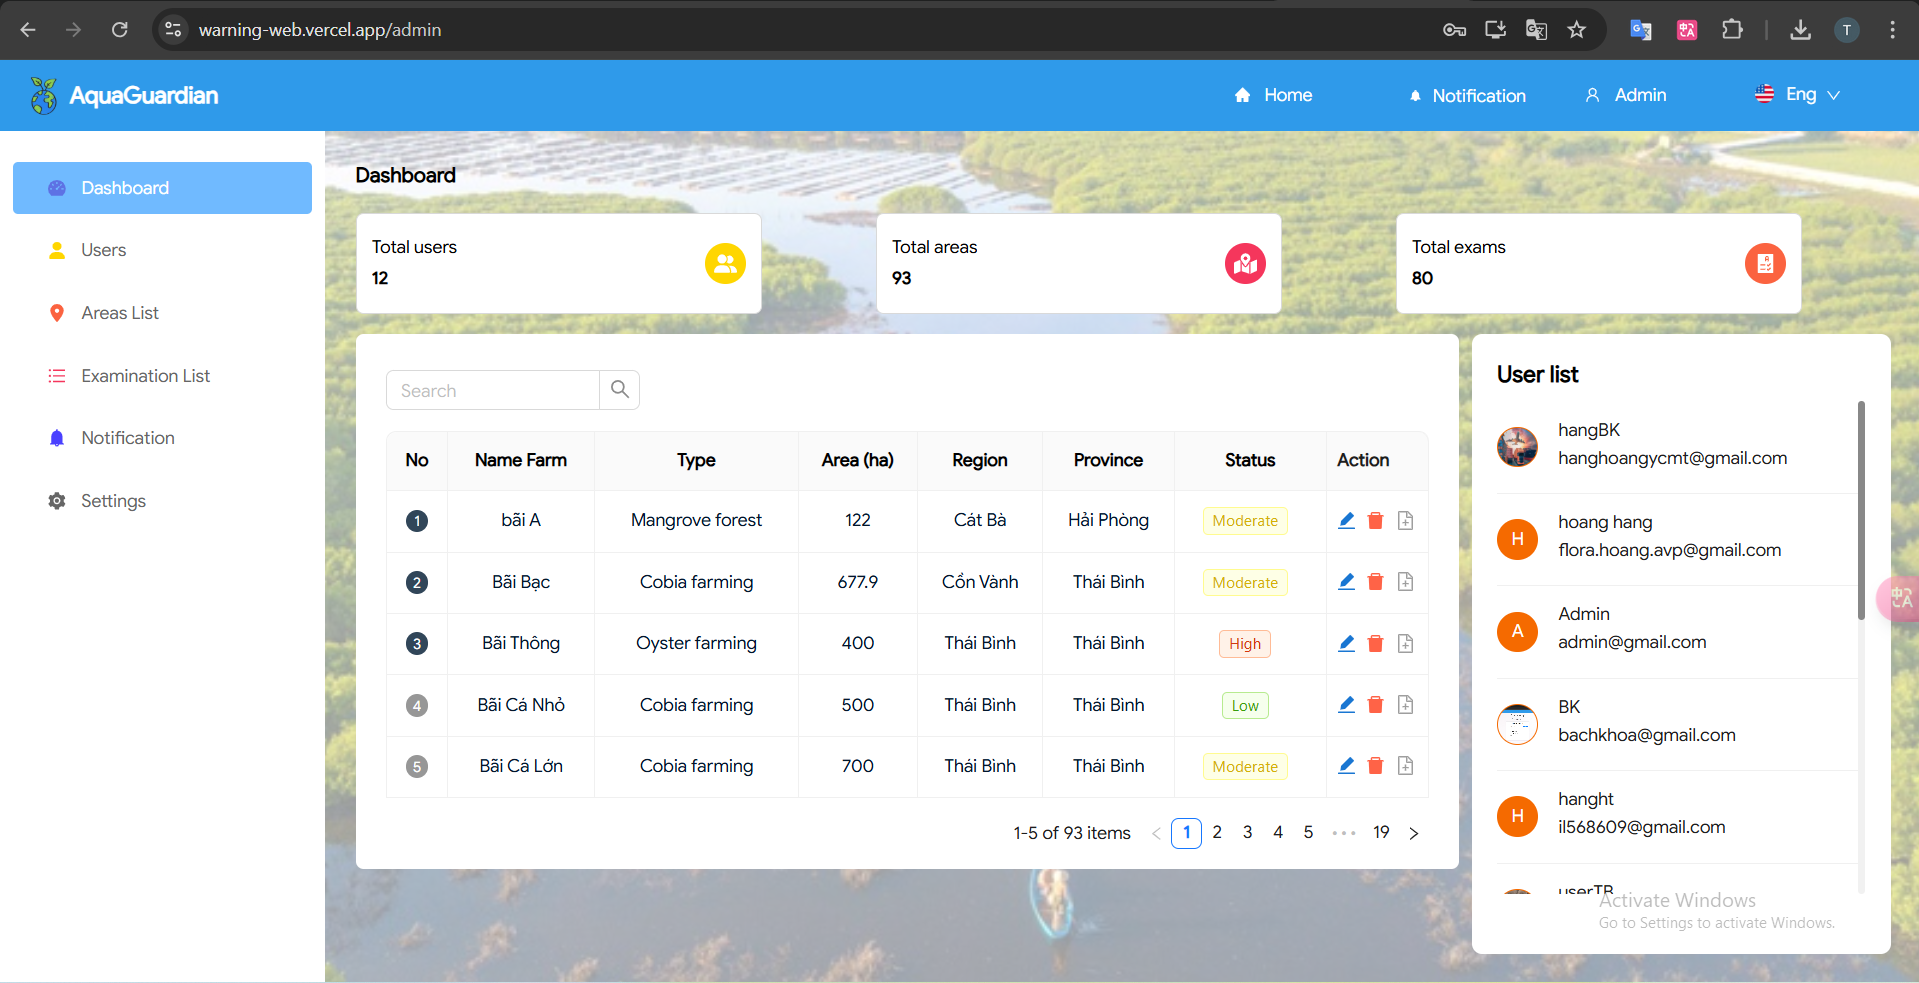 warning-web.vercel.app/admin
T
AquaGuardian
Home
Notification
Admin
Eng
Dashboard
Users
Areas List
Examination List
Notification
Settings
Dashboard
Total users
12
Total areas
93
Total exams
80
Search
No Name Farm Type Area (ha) Region Province Status Action
1 bãi A Mangrove forest 122 Cát Bà Hải Phòng Moderate
2 Bãi Bạc Cobia farming 677.9 Cồn Vành Thái Bình Moderate
3 Bãi Thông Oyster farming 400 Thái Bình Thái Bình High
4 Bãi Cá Nhỏ Cobia farming 500 Thái Bình Thái Bình Low
5 Bãi Cá Lớn Cobia farming 700 Thái Bình Thái Bình Moderate
1-5 of 93 items < 1 2 3 4 5 ••• 19 >
User list
hangBK
hanghoangycmt@gmail.com
H
hoang hang
flora.hoang.avp@gmail.com
A
Admin
admin@gmail.com
BK
bachkhoa@gmail.com
H
hanght
il568609@gmail.com
userTB
Activate Windows
Go to Settings to activate Windows.